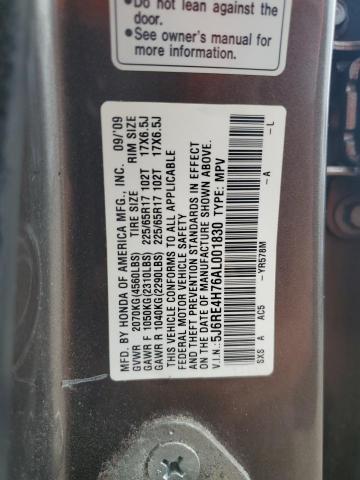 •Do not lean against the
door.
•See owner's manual for
more information.
MFD. BY HONDA OF AMERICA MFG., INC. 09/'09
TIRE SIZE RIM SIZE
GVWR 2070KG(4560LBS)
GAWR F 1050KG(2310LBS) 225/65R17 102T 17X6.5J
GAWR R 1040KG(2290LBS) 225/65R17 102T 17X6.5J
THIS VEHICLE CONFORMS TO ALL APPLICABLE
FEDERAL MOTOR VEHICLE SAFETY
AND THEFT PREVENTION STANDARDS IN EFFECT
ON THE DATE OF MANUFACTURE SHOWN ABOVE.
V.I.N.:5J6RE4H76AL001830 TYPE: MPV
-YR578M -A
SXS A AC5 -L